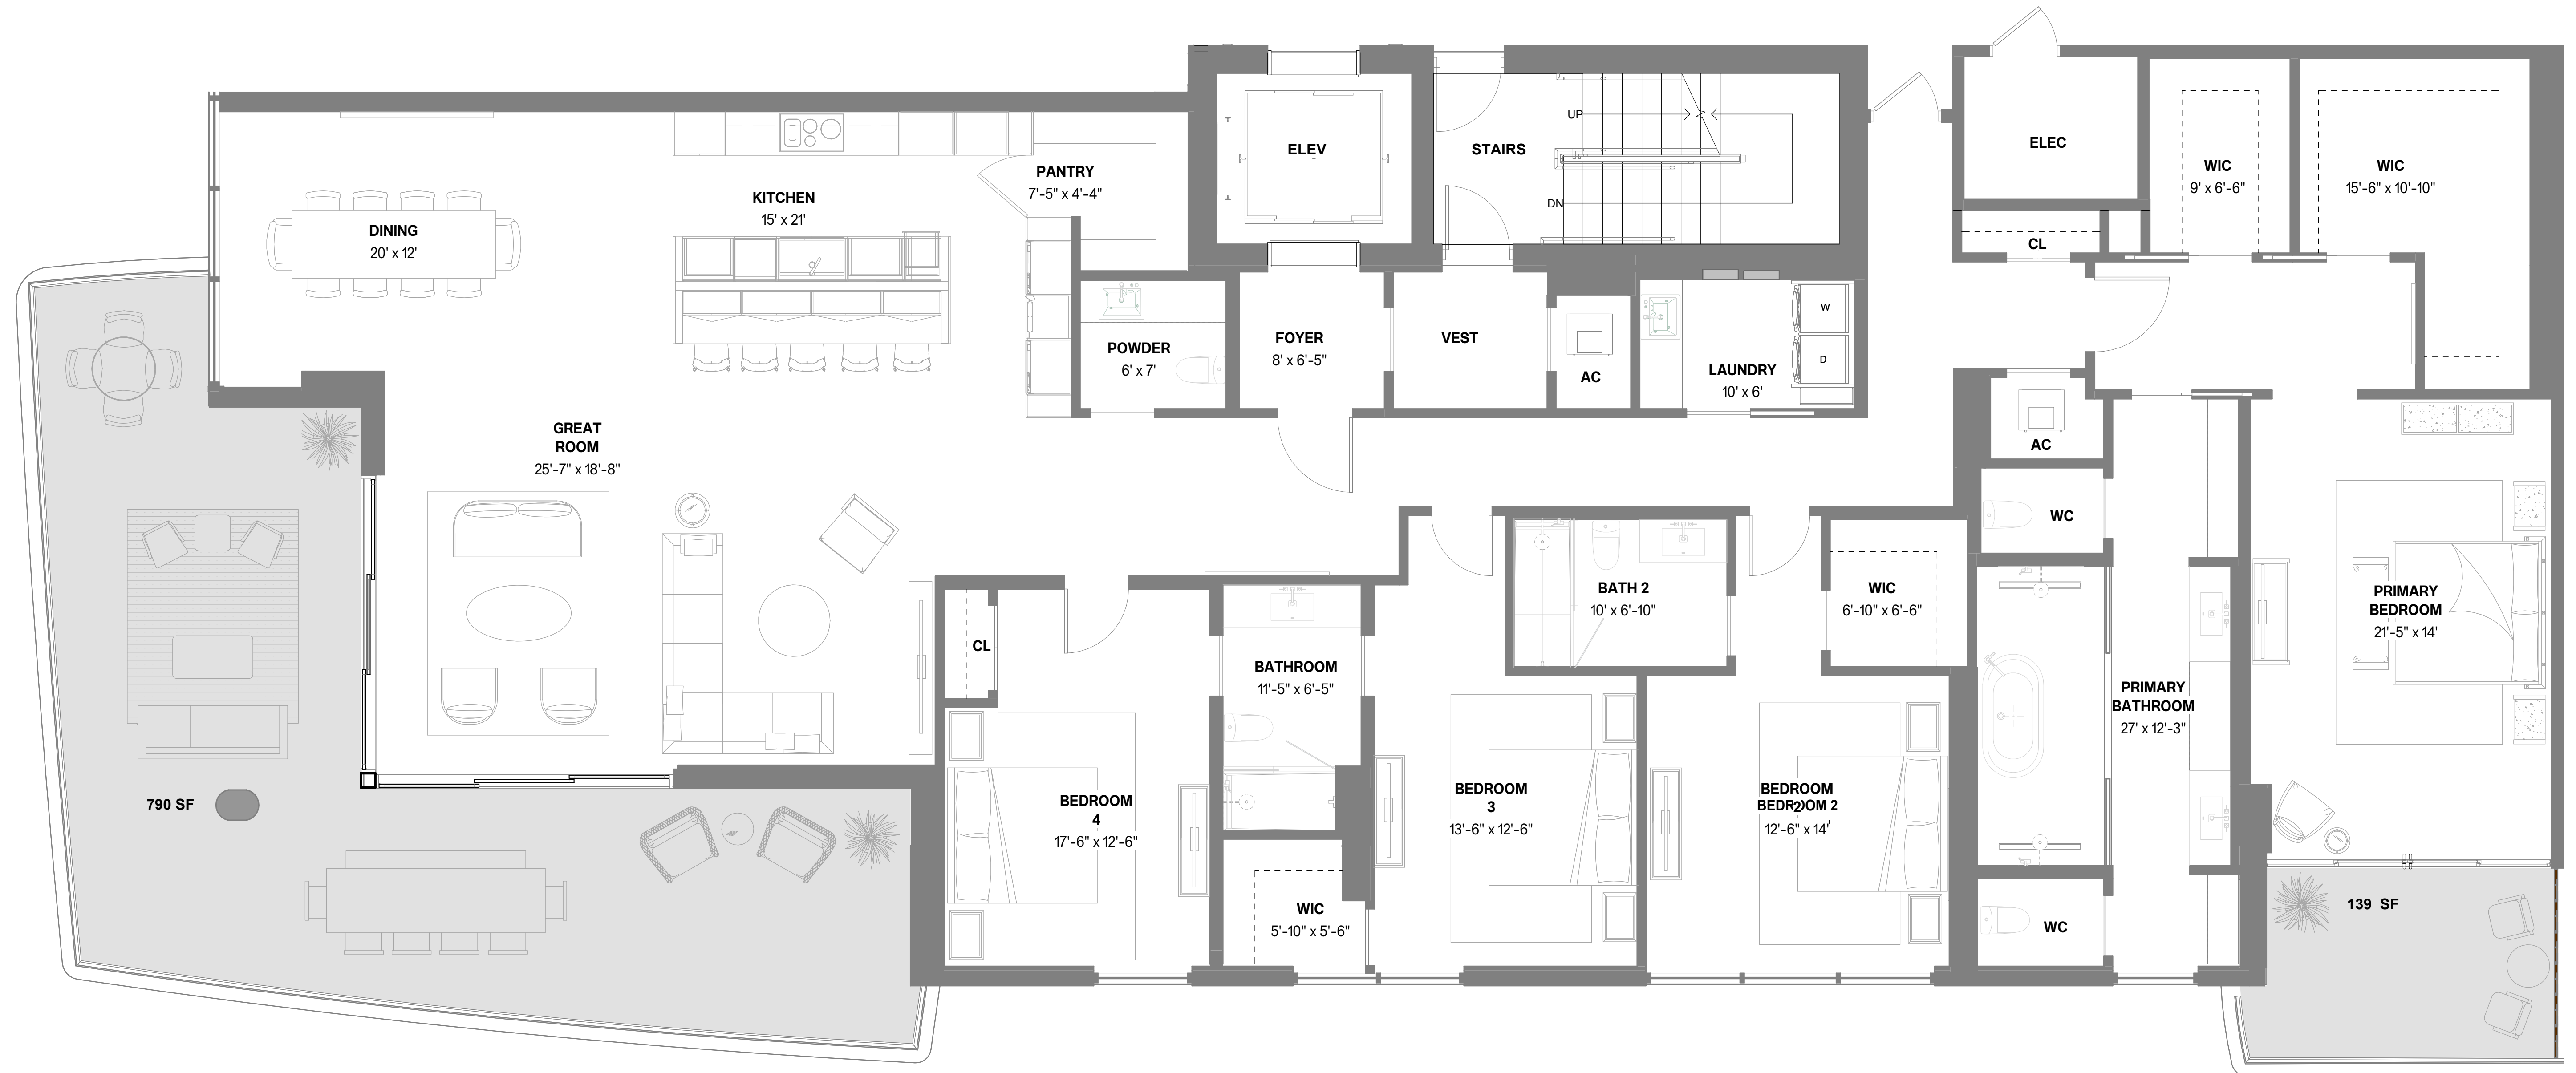 ELEV
STAIRS
UP
DN
ELEC
WIC
9' x 6'-6"
WIC
15'-6" x 10'-10"
PANTRY
7'-5" x 4'-4"
KITCHEN
15' x 21'
DINING
20' x 12'
CL
POWDER
6' x 7'
FOYER
8' x 6'-5"
VEST
AC
LAUNDRY
10' x 6'
W
D
GREAT
ROOM
25'-7" x 18'-8"
AC
WC
CL
BATHROOM
11'-5" x 6'-5"
BATH 2
10' x 6'-10"
WIC
6'-10" x 6'-6"
PRIMARY
BEDROOM
21'-5" x 14'
PRIMARY
BATHROOM
27' x 12'-3"
790 SF
BEDROOM
4
17'-6" x 12'-6"
BEDROOM
3
13'-6" x 12'-6"
BEDROOM
2
BEDROOM 2
12'-6" x 14'
WIC
5'-10" x 5'-6"
WC
139 SF